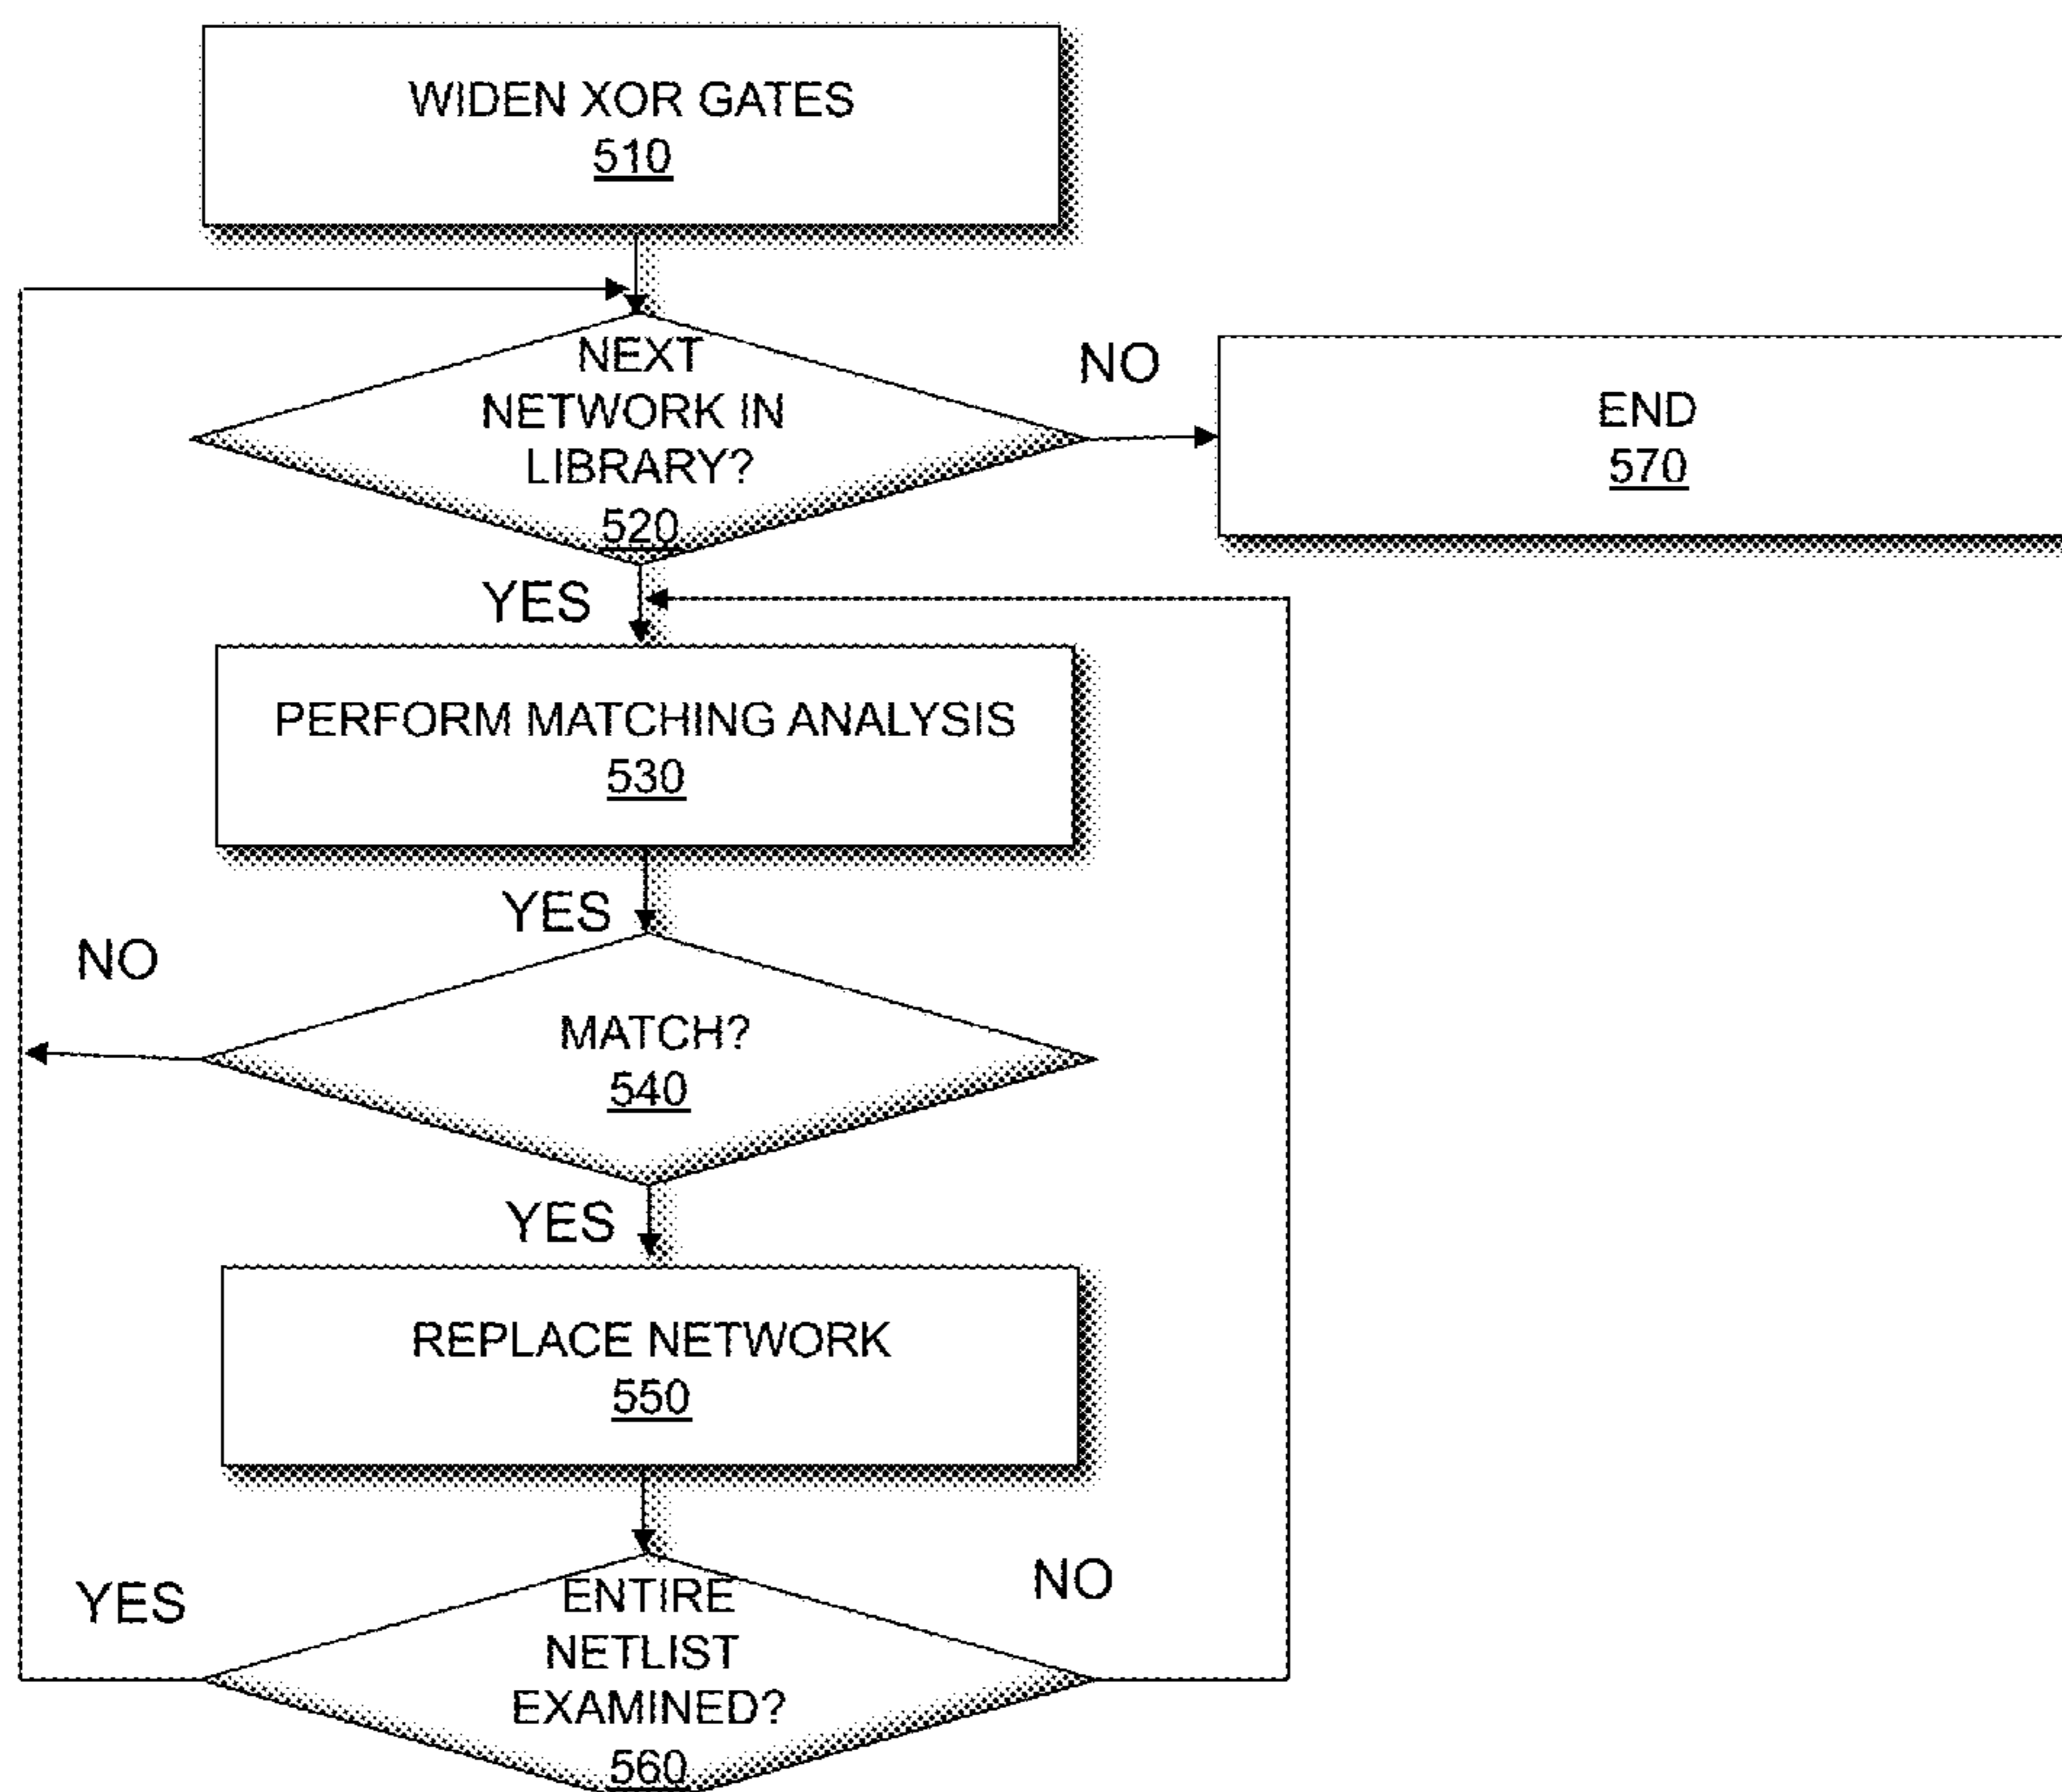 WIDEN XOR GATES
510
NEXT
NETWORK IN
LIBRARY?
520
NO
END
570
YES
PERFORM MATCHING ANALYSIS
530
YES
NO
MATCH?
540
YES
REPLACE NETWORK
550
YES
NO
ENTIRE
NETLIST
EXAMINED?
560